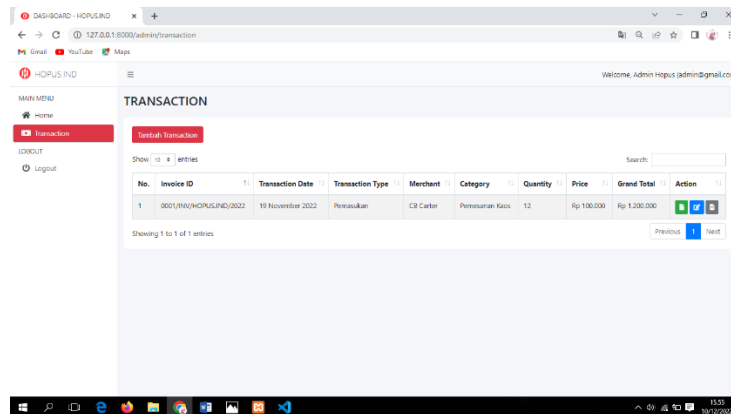 DASHBOARD - HOPUS.IND
127.0.0.1:8000/admin/transaction
Gmail YouTube Maps
HOPUS.IND
Welcome, Admin Hopus (admin@gmail.co
MAIN MENU
Home
Transaction
LOGOUT
Logout
TRANSACTION
Tambah Transaction
Show 10 entries
Search:
No. Invoice ID Transaction Date Transaction Type Merchant Category Quantity Price Grand Total Action
1 0001/INV/HOPUS.IND/2022 19 November 2022 Pemasukan Pemesanan Kaos 12 Rp 100.000 Rp 1.200.000
Showing 1 to 1 of 1 entries
Previous 1 Next
15.55
10/12/2022